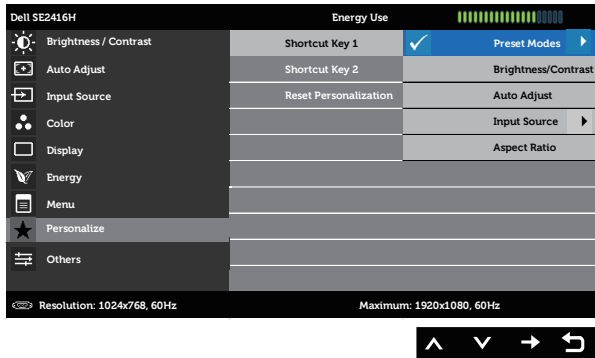 Dell SE2416H Energy Use
Brightness / Contrast
Auto Adjust
Input Source
Color
Display
Energy
Menu
Personalize
Others
Shortcut Key 1
Shortcut Key 2
Reset Personalization
Preset Modes
Brightness/Contrast
Auto Adjust
Input Source
Aspect Ratio
Resolution: 1024x768, 60Hz Maximum: 1920x1080, 60Hz